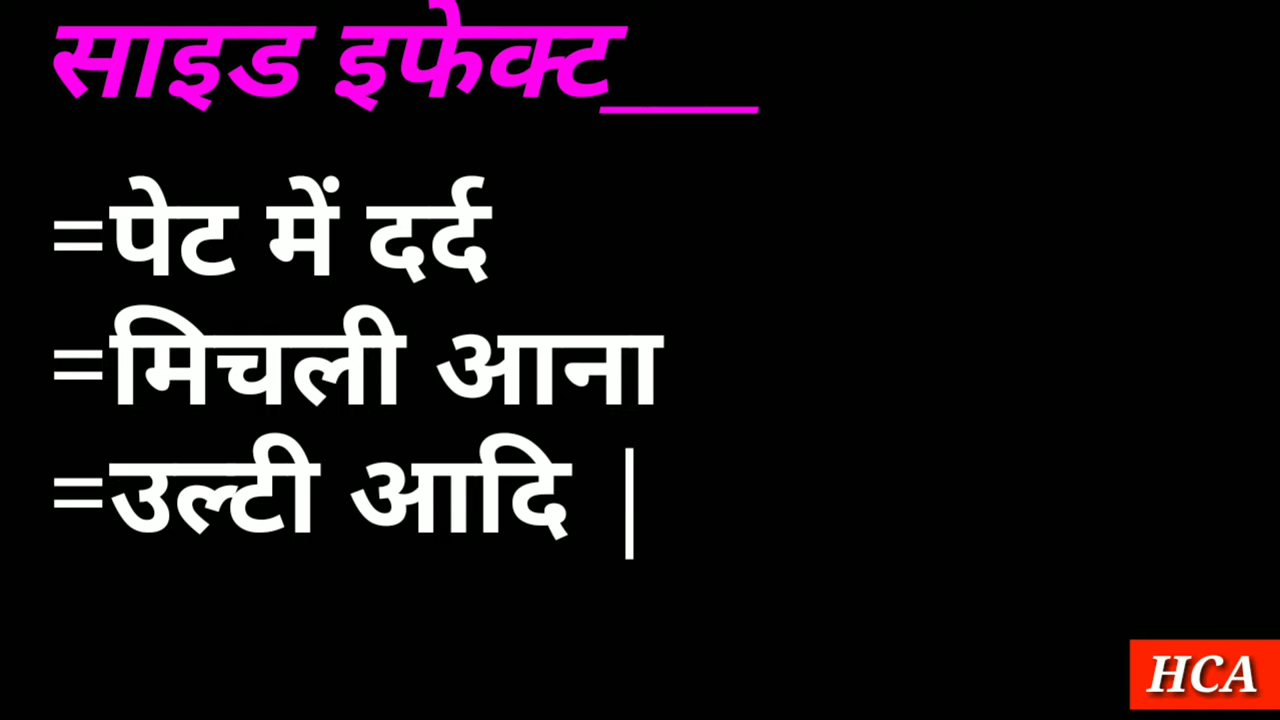 साइड इफेक्ट___
=पेट में दर्द
=मिचली आना
=उल्टी आदि |
HCA